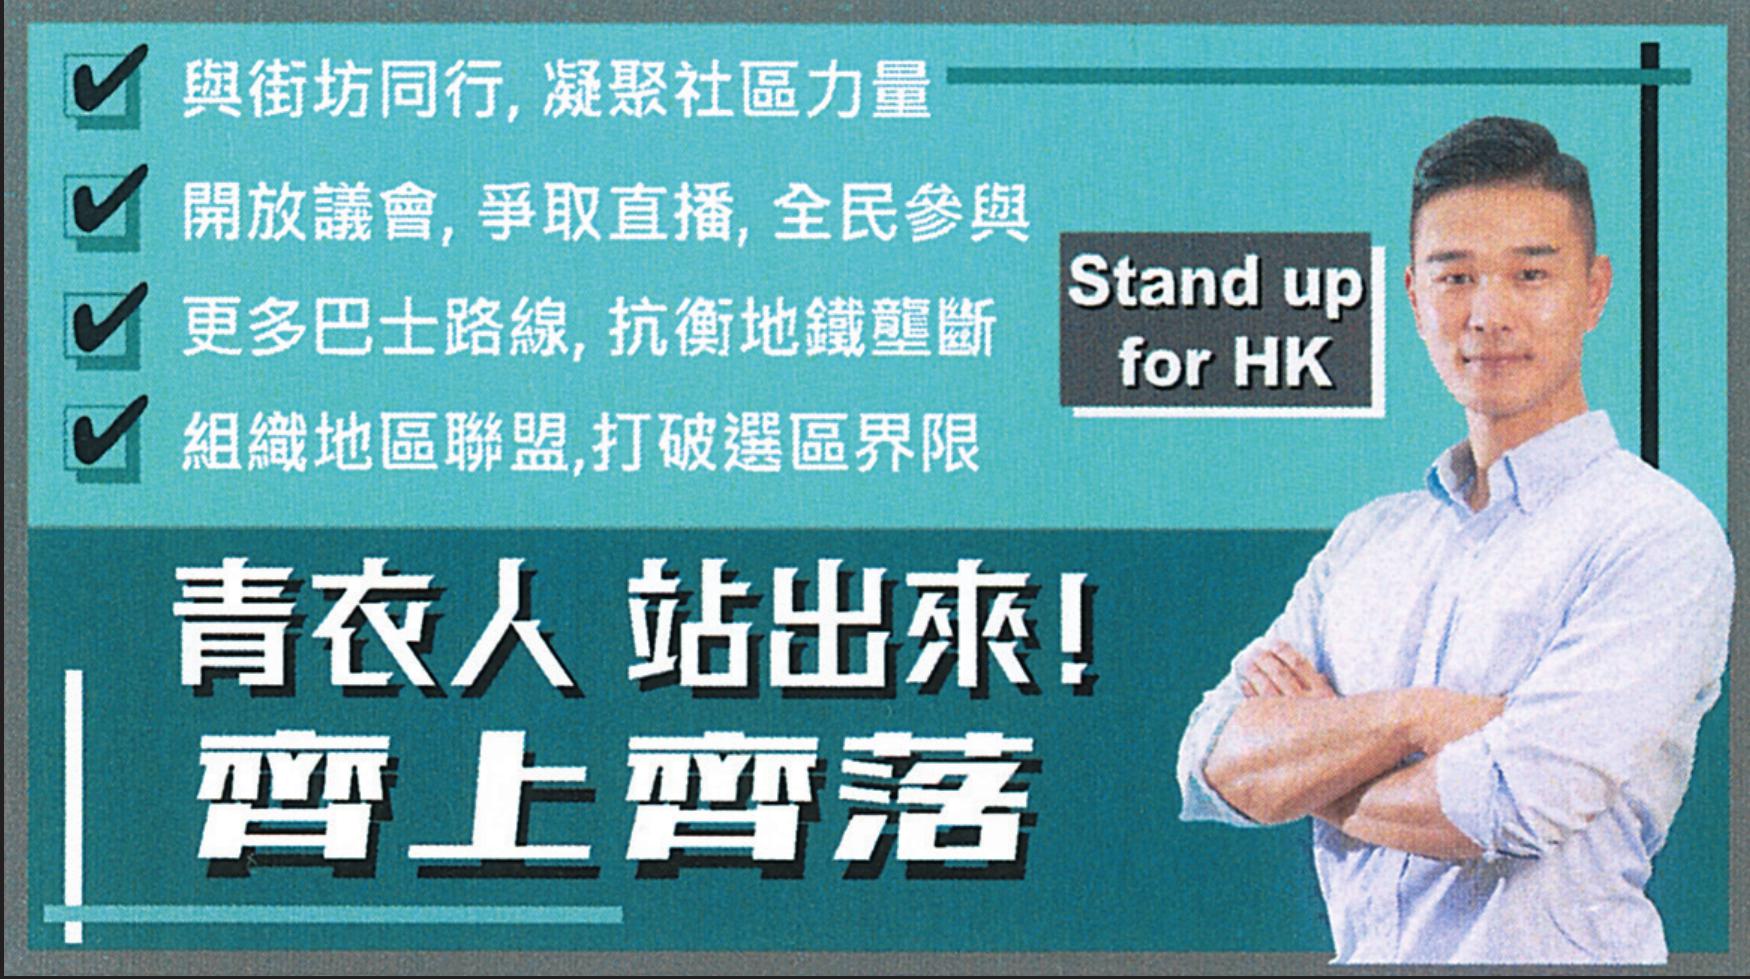 與街坊同行, 凝聚社區力量
開放議會, 爭取直播, 全民參與
更多巴士路線, 抗衡地鐵壟斷
組織地區聯盟,打破選區界限
Stand up
for HK
青衣人 站出來!
齊上齊落